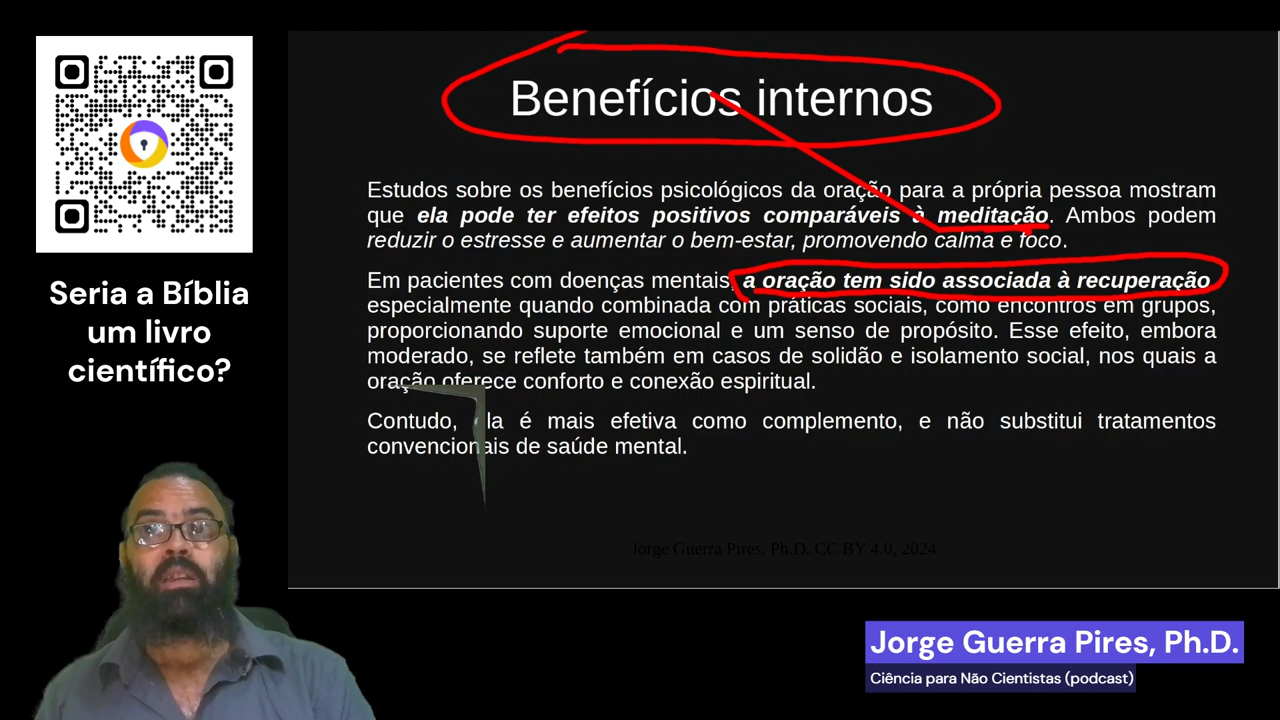 Seria a Bíblia
um livro
científico?
Benefícios internos
Estudos sobre os benefícios psicológicos da oração para a própria pessoa mostram
que ela pode ter efeitos positivos comparáveis à meditação. Ambos podem
reduzir o estresse e aumentar o bem-estar, promovendo calma e foco.
Em pacientes com doenças mentais, a oração tem sido associada à recuperação
especialmente quando combinada com práticas sociais, como encontros em grupos,
proporcionando suporte emocional e um senso de propósito. Esse efeito, embora
moderado, se reflete também em casos de solidão e isolamento social, nos quais a
oração oferece conforto e conexão espiritual.
Contudo, ela é mais efetiva como complemento, e não substitui tratamentos
convencionais de saúde mental.
Jorge Guerra Pires, Ph.D. CC BY 4.0, 2024
Jorge Guerra Pires, Ph.D.
Ciência para Não Cientistas (podcast)